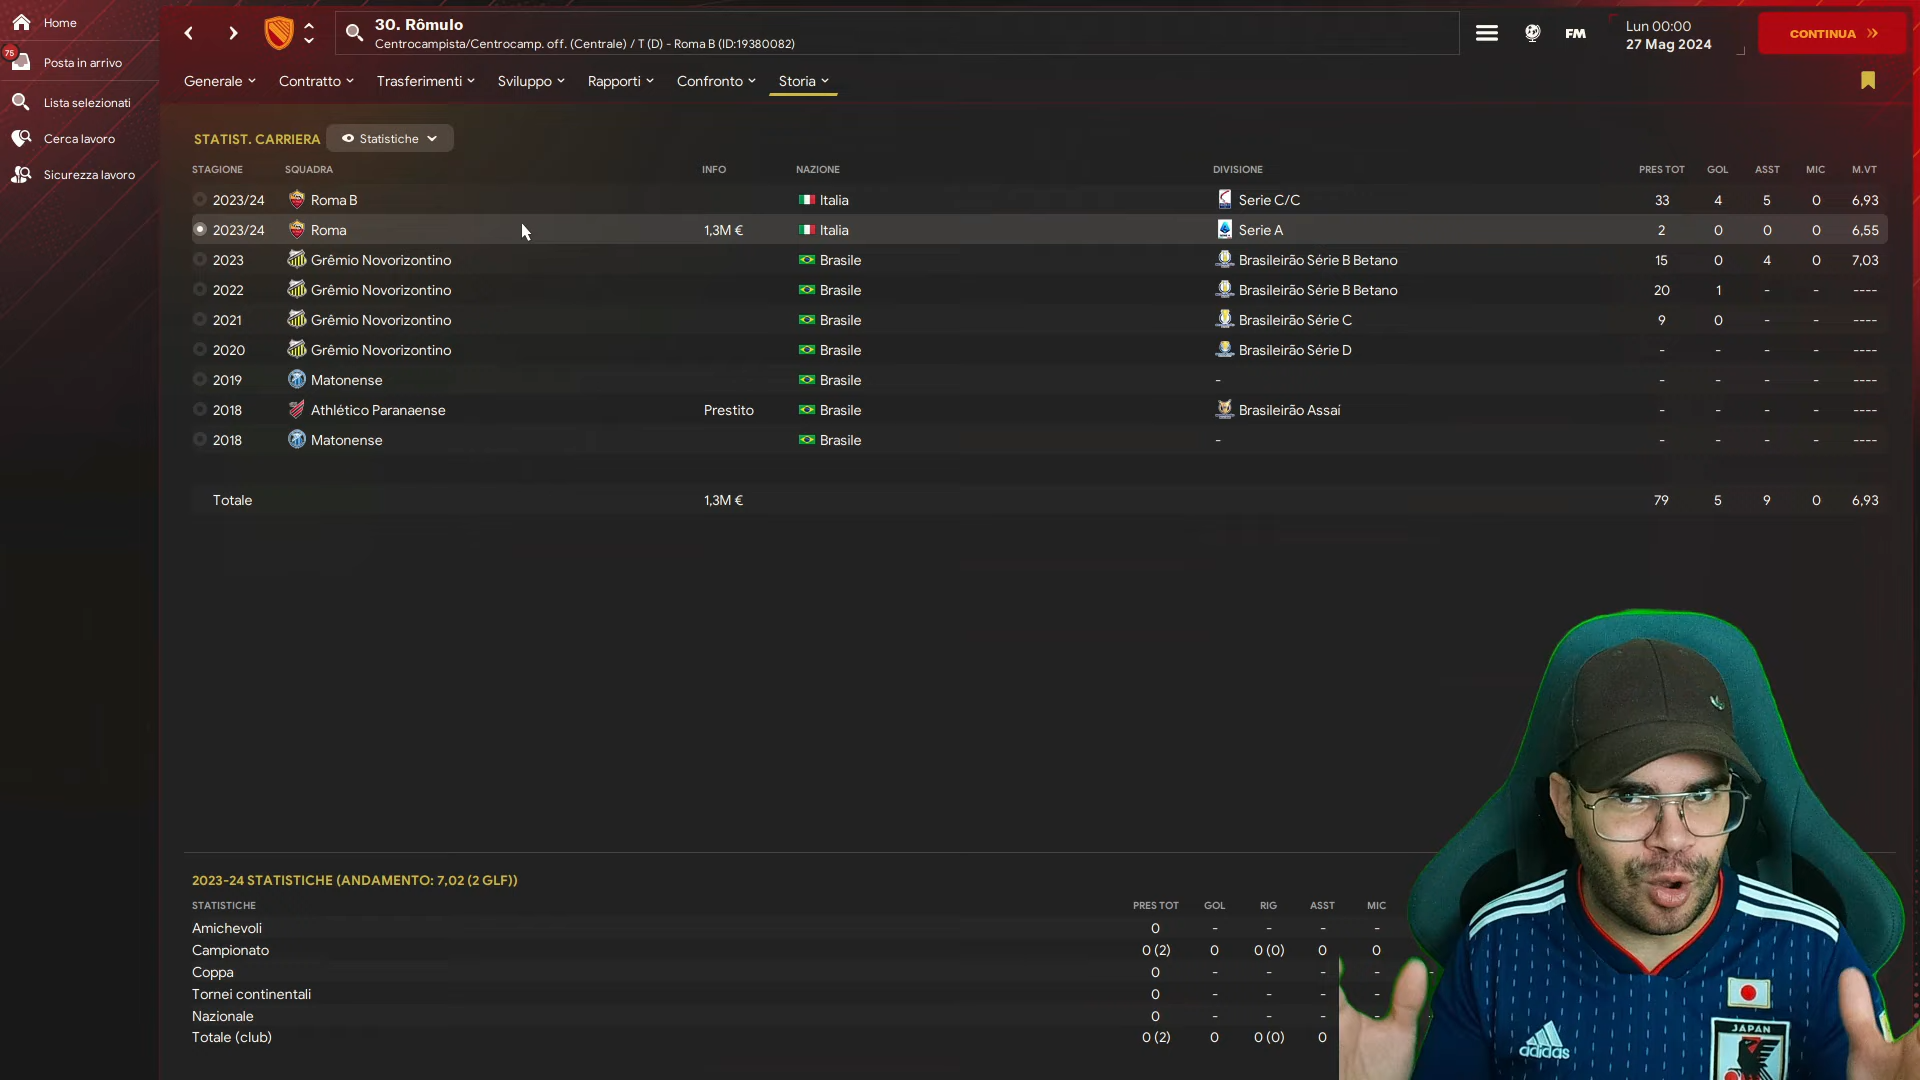 Home
75
Posta in arrivo
Lista selezionati
Cerca lavoro
Sicurezza lavoro
30. Rômulo
Centrocampista/Centrocamp. off. (Centrale) / T (D) - Roma B (ID:19380082)
FM
Lun 00:00
27 Mag 2024
CONTINUA
Generale Contratto Trasferimenti Sviluppo Rapporti Confronto Storia
STATIST. CARRIERA Statistiche
STAGIONE SQUADRA INFO NAZIONE DIVISIONE PRES TOT GOL ASST MIC M.VT
2023/24 Roma B Italia Serie C/C 33 4 5 0 6,93
2023/24 Roma 1,3M € Italia Serie A 2 0 0 0 6,55
2023 Grêmio Novorizontino Brasile Brasileirão Série B Betano 15 0 4 0 7,03
2022 Grêmio Novorizontino Brasile Brasileirão Série B Betano 20 1 - - ----
2021 Grêmio Novorizontino Brasile Brasileirão Série C 9 0 - - ----
2020 Grêmio Novorizontino Brasile Brasileirão Série D - - - - ----
2019 Matonense Brasile - - - - - ----
2018 Athlético Paranaense Prestito Brasile Brasileirão Assaí - - - - ----
2018 Matonense Brasile - - - - - ----
Totale 1,3M € 79 5 9 0 6,93
2023-24 STATISTICHE (ANDAMENTO: 7,02 (2 GLF))
STATISTICHE PRES TOT GOL RIG ASST MIC
Amichevoli 0 - - - -
Campionato 0 (2) 0 0 (0) 0 0
Coppa 0 - - - - -
Tornei continentali 0 - - - -
Nazionale 0 - - - -
Totale (club) 0 (2) 0 0 (0) 0
adidas
JAPAN